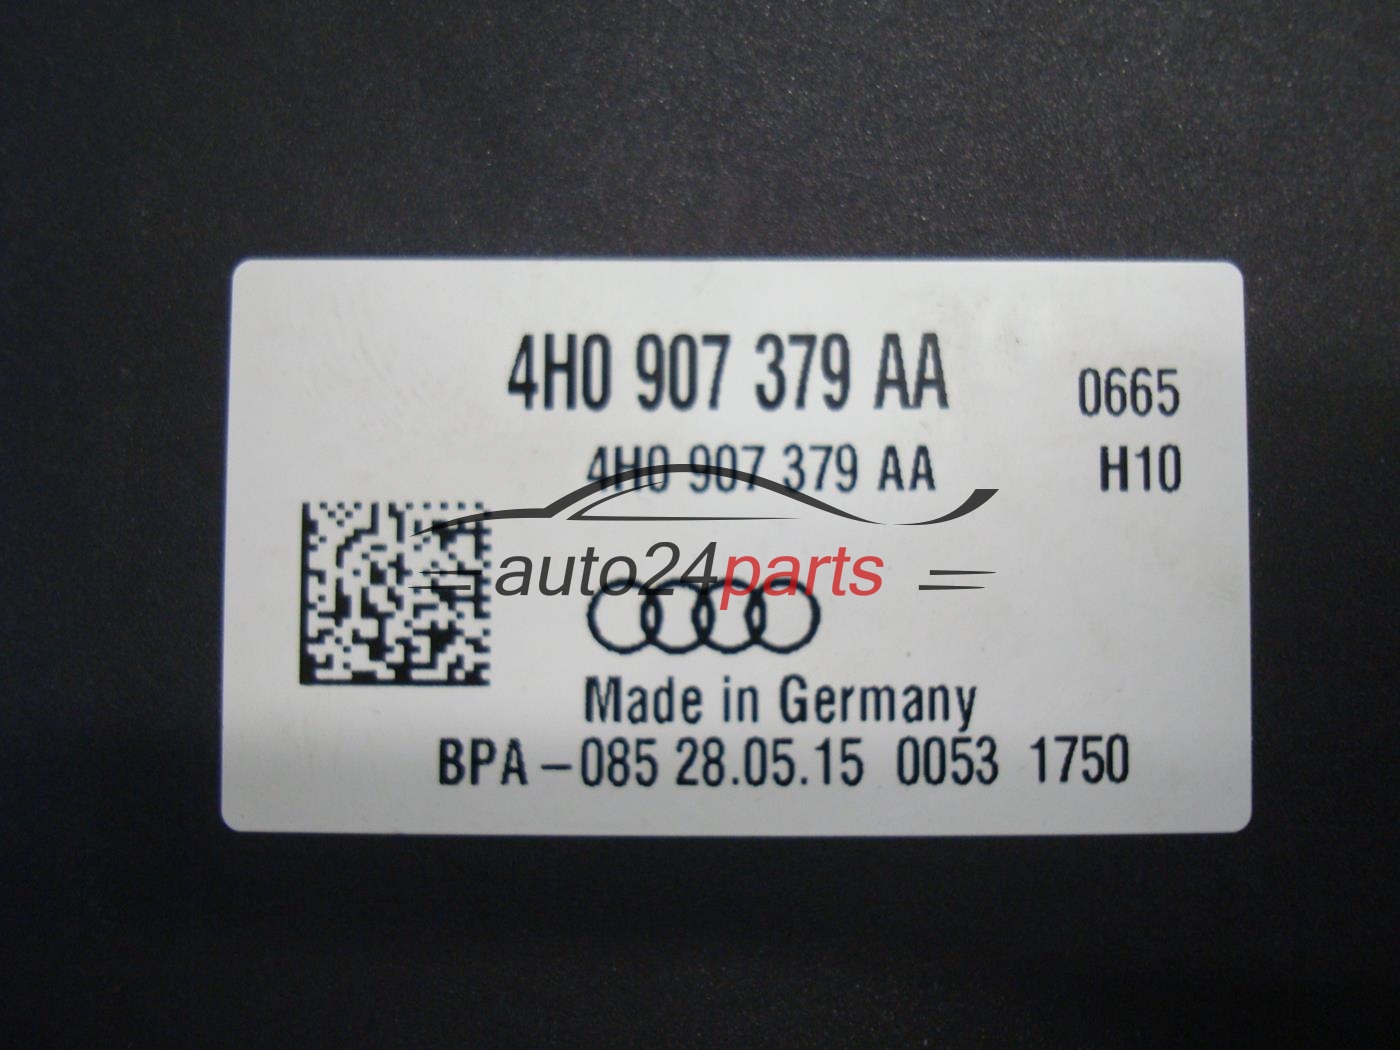 4H0 907 379 AA
0665
4H0 907 379 AA
H10
auto24parts
Made in Germany
BPA -085 28.05.15 0053 1750